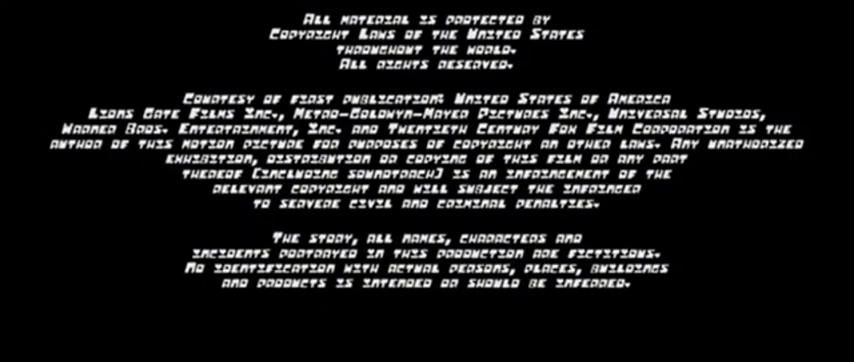 All material is protected by
Copyright Laws of the United States
throughout the world.
All rights reserved.
Courtesy of first publication: United States of America
Lions Gate Films Inc., Metro-Goldwyn-Mayer Pictures Inc., Universal Studios,
Warner Bros. Entertainment, Inc. and Twentieth Century Fox Film Corporation is the
author of this motion picture for purposes of copyright an other laws. Any unathorized
exhibition, distribution or copying of this film or any part
thereof (including soundtrack) is an infringement of the
relevant copyright and will subject the infringer
to servere civil and criminal penalties.
The story, all names, characters and
incidents portrayed in this production are fictitious.
No identification with actual persons, places, buildings
and products is intended or should be inferred.